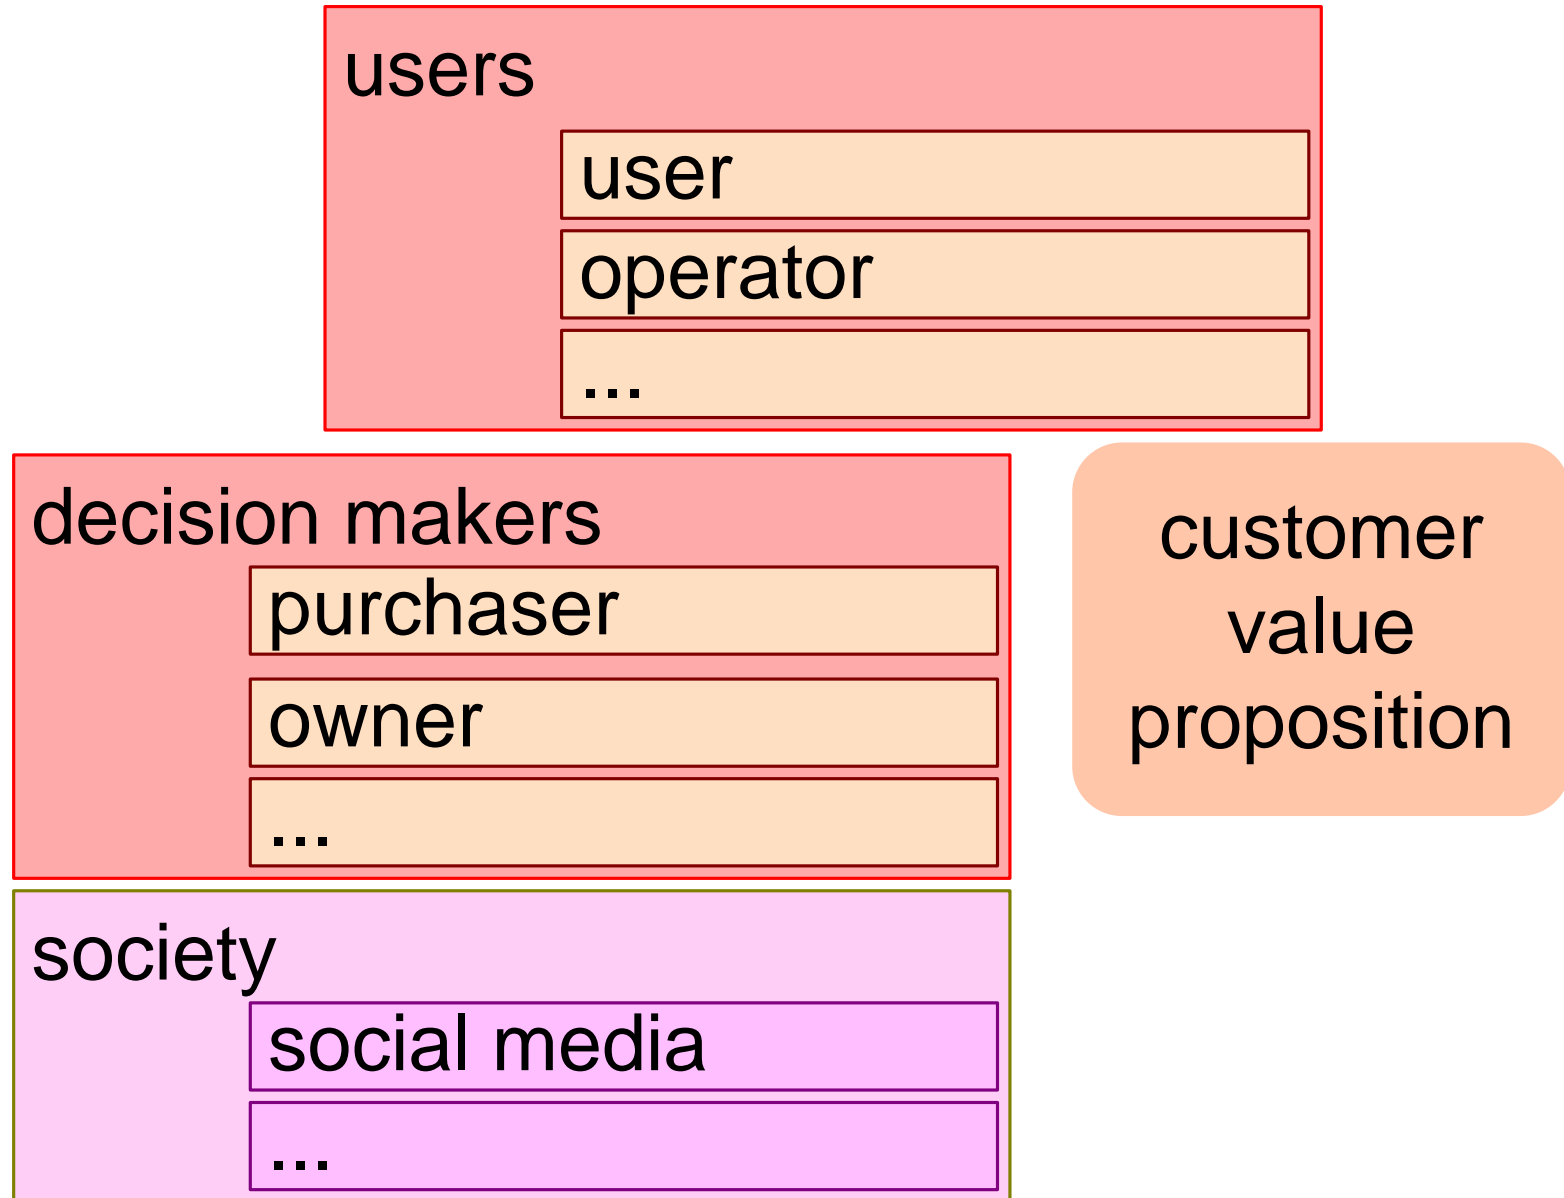 users
user
operator
...
decision makers
purchaser
owner
...
customer
value
proposition
society
social media
...